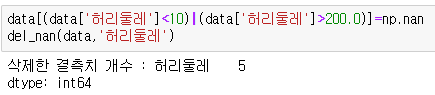 data[(data['허리둘레']<10)|(data['허리둘레']>200.0)]=np.nan
del_nan(data,'허리둘레')
삭제한 결측치 개수 : 허리둘레    5
dtype: int64